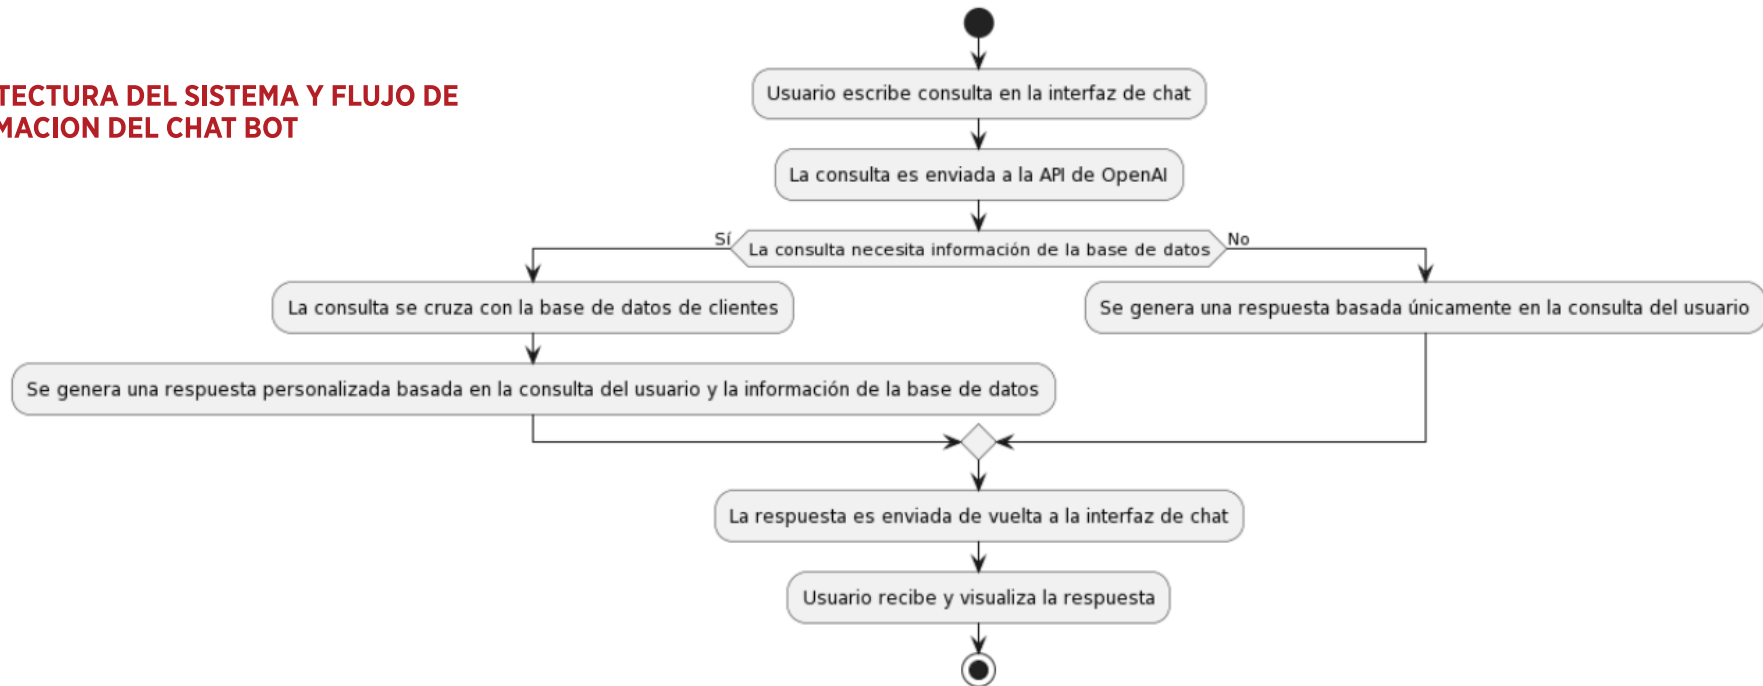 TECTURA DEL SISTEMA Y FLUJO DE
MACION DEL CHAT BOT
Usuario escribe consulta en la interfaz de chat
La consulta es enviada a la API de OpenAI
Sí
La consulta necesita información de la base de datos
No
La consulta se cruza con la base de datos de clientes
Se genera una respuesta basada únicamente en la consulta del usuario
Se genera una respuesta personalizada basada en la consulta del usuario y la información de la base de datos
La respuesta es enviada de vuelta a la interfaz de chat
Usuario recibe y visualiza la respuesta